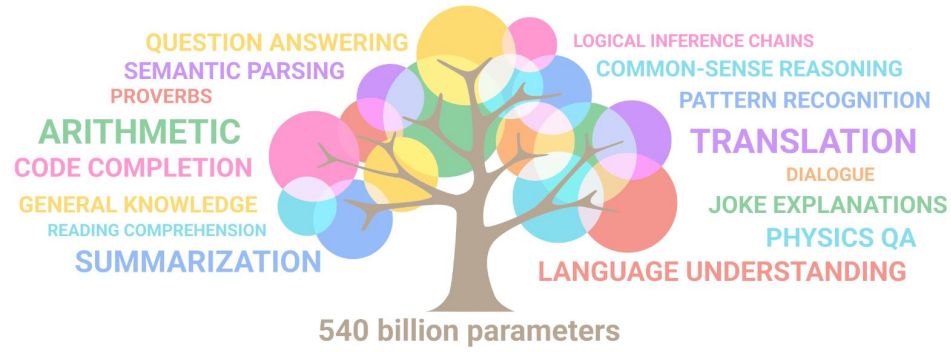 QUESTION ANSWERING
SEMANTIC PARSING
PROVERBS
ARITHMETIC
CODE COMPLETION
GENERAL KNOWLEDGE
READING COMPREHENSION
SUMMARIZATION
LOGICAL INFERENCE CHAINS
COMMON-SENSE REASONING
PATTERN RECOGNITION
TRANSLATION
DIALOGUE
JOKE EXPLANATIONS
PHYSICS QA
LANGUAGE UNDERSTANDING
540 billion parameters